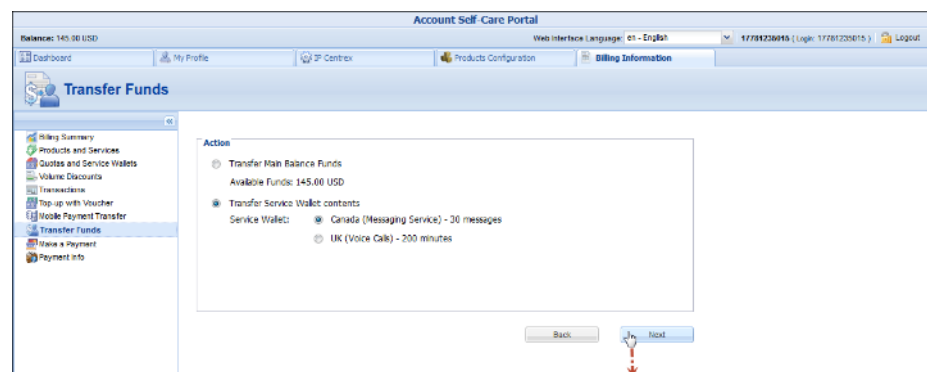 Account Self-Care Portal
Balance: 145.00 USD
Web Interface Language: en - English
17781235015 ( Login: 17781235015 )
Logout
Dashboard
My Profile
IP Centrex
Products Configuration
Billing Information
Transfer Funds
Billing Summary
Products and Services
Quotas and Service Wallets
Volume Discounts
Transactions
Top-up with Voucher
Mobile Payment Transfer
Transfer Funds
Make a Payment
Payment Info
Action
Transfer Main Balance Funds
Available Funds: 145.00 USD
Transfer Service Wallet contents
Service Wallet: Canada (Messaging Service) - 30 messages
UK (Voice Calls) - 200 minutes
Back
Next